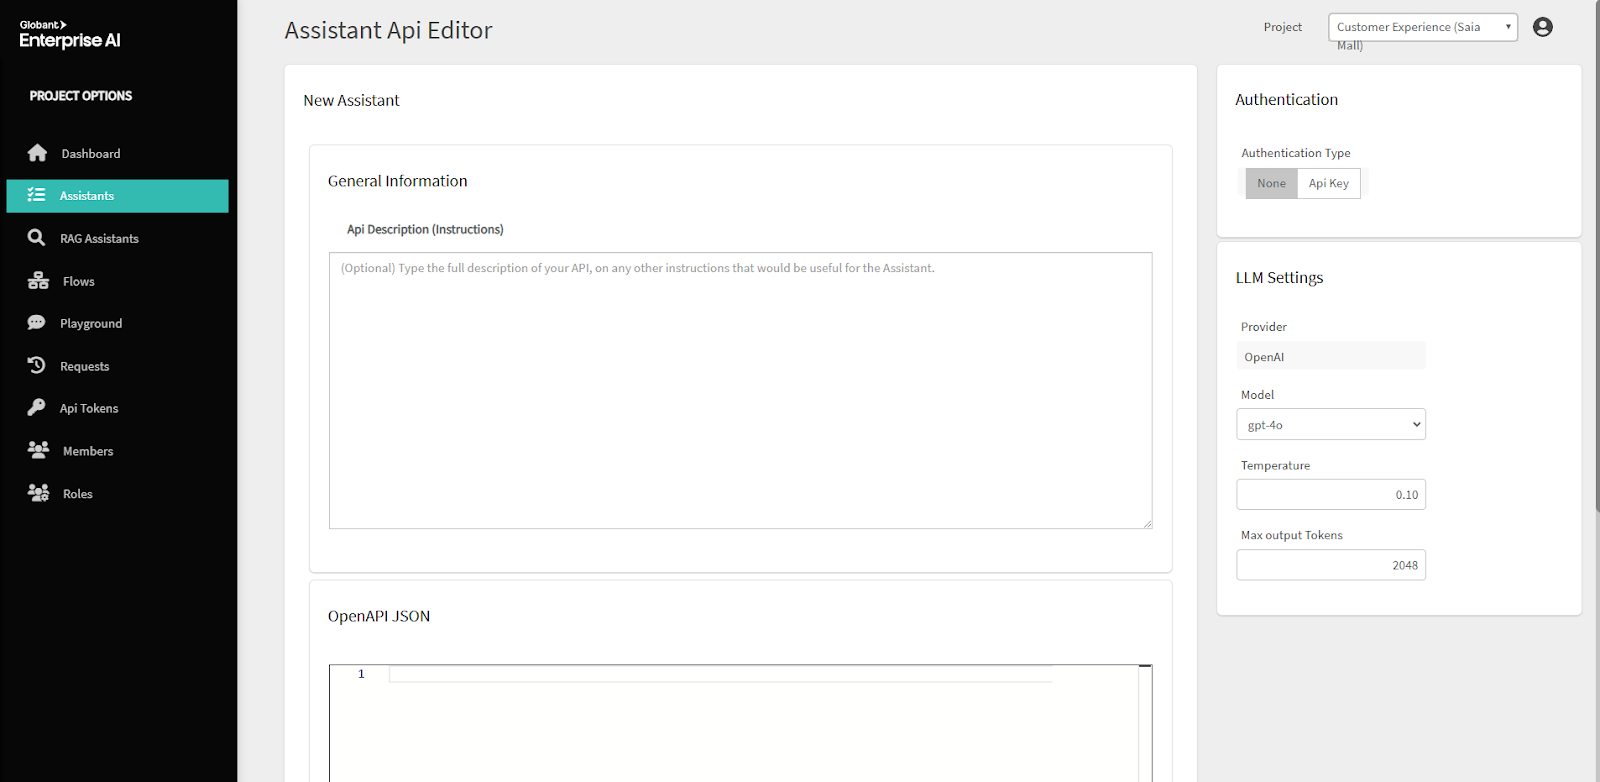 Globant
Enterprise AI
PROJECT OPTIONS
Dashboard
Assistants
RAG Assistants
Flows
Playground
Requests
Api Tokens
Members
Roles
Assistant Api Editor
Project
Customer Experience (Saia
Mall)
New Assistant
General Information
Api Description (Instructions)
(Optional) Type the full description of your API, on any other instructions that would be useful for the Assistant.
OpenAPI JSON
1
Authentication
Authentication Type
None Api Key
LLM Settings
Provider
OpenAI
Model
gpt-4o
Temperature
0.10
Max output Tokens
2048